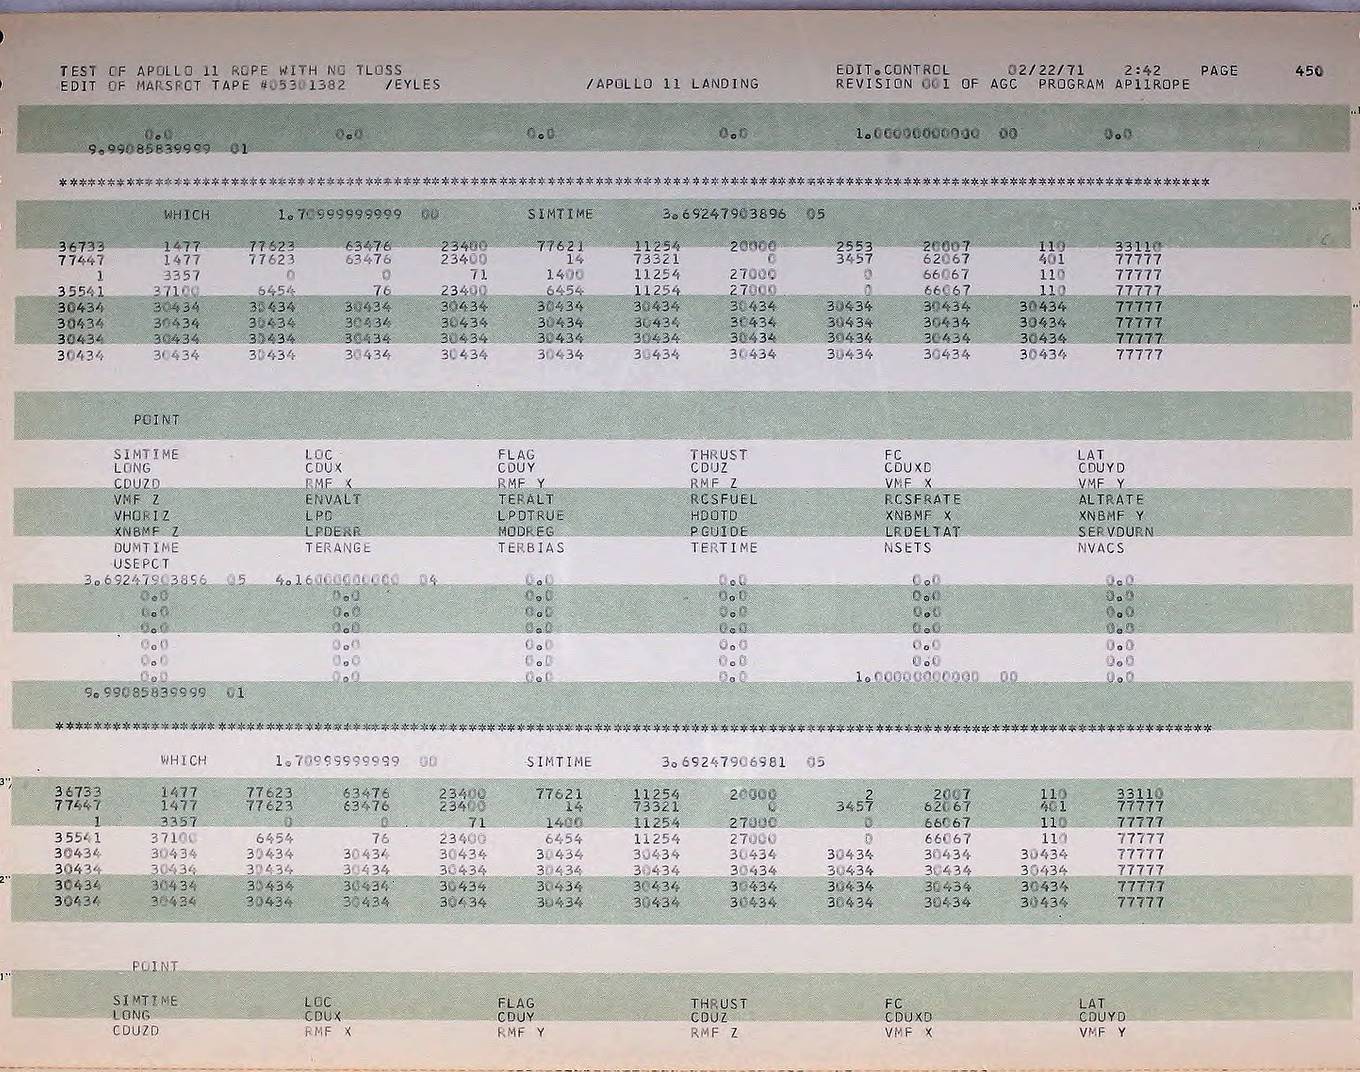 TEST OF APOLLO 11 ROPE WITH NO TLOSS EDIT.CONTROL 02/22/71 2:42 PAGE 450
EDIT OF MARSROT TAPE #05301382 /EYLES /APOLLO 11 LANDING REVISION 001 OF AGC PROGRAM AP11ROPE
0.0 0.0 0.0 0.0 1.00000000000 00 0.0
9.99085839999 01
************************************************************************************************************************
WHICH 1.70999999999 00 SIMTIME 3.69247903896 05
36733 1477 77623 63476 23400 77621 11254 20000 2553 20007 110 33110
77447 1477 77623 63476 23400 14 73321 0 3457 62067 401 77777
1 3357 0 0 71 1400 11254 27000 0 66067 110 77777
35541 37100 6454 76 23400 6454 11254 27000 0 66067 110 77777
30434 30434 30434 30434 30434 30434 30434 30434 30434 30434 30434 77777
30434 30434 30434 30434 30434 30434 30434 30434 30434 30434 30434 77777
30434 30434 30434 30434 30434 30434 30434 30434 30434 30434 30434 77777
30434 30434 30434 30434 30434 30434 30434 30434 30434 30434 30434 77777
POINT
SIMTIME LOC FLAG THRUST FC LAT
LONG CDUX CDUY CDUZ CDUXD CDUYD
CDUZD RMF X RMF Y RMF Z VMF X VMF Y
VMF Z ENVALT TERALT RCSFUEL RCSFRATE ALTRATE
VHORIZ LPD LPDTRUE HDOTD XNBMF X XNBMF Y
XNBMF Z LPDERR MODREG PGUIDE LRDELTAT SERVDURN
DUMTIME TERANGE TERBIAS TERTIME NSETS NVACS
USEPCT
3.69247903896 05 4.16000000000 04 0.0 0.0 0.0 0.0
0.0 0.0 0.0 0.0 0.0 0.0
0.0 0.0 0.0 0.0 0.0 0.0
0.0 0.0 0.0 0.0 0.0 0.0
0.0 0.0 0.0 0.0 0.0 0.0
0.0 0.0 0.0 0.0 0.0 0.0
0.0 0.0 0.0 0.0 1.00000000000 00 0.0
9.99085839999 01
************************************************************************************************************************
WHICH 1.70999999999 00 SIMTIME 3.69247906981 05
36733 1477 77623 63476 23400 77621 11254 20000 2 2007 110 33110
77447 1477 77623 63476 23400 14 73321 0 3457 62067 401 77777
1 3357 0 0 71 1400 11254 27000 0 66067 110 77777
35541 37100 6454 76 23400 6454 11254 27000 0 66067 110 77777
30434 30434 30434 30434 30434 30434 30434 30434 30434 30434 30434 77777
30434 30434 30434 30434 30434 30434 30434 30434 30434 30434 30434 77777
30434 30434 30434 30434 30434 30434 30434 30434 30434 30434 30434 77777
30434 30434 30434 30434 30434 30434 30434 30434 30434 30434 30434 77777
POINT
SIMTIME LOC FLAG THRUST FC LAT
LONG CDUX CDUY CDUZ CDUXD CDUYD
CDUZD RMF X RMF Y RMF Z VMF X VMF Y